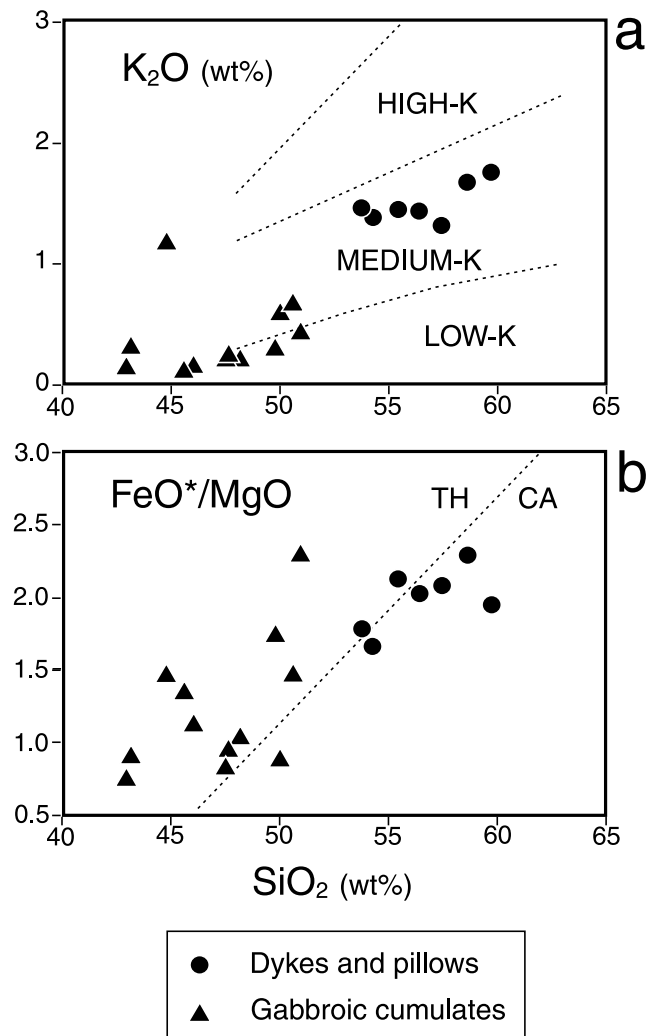 3
a
K₂O (wt%)
HIGH-K
2
MEDIUM-K
1
LOW-K
0
40 45 50 55 60 65
3.0
b
FeO*/MgO
TH CA
2.5
2.0
1.5
1.0
0.5
40 45 50 55 60 65
SiO₂ (wt%)
Dykes and pillows
Gabbroic cumulates